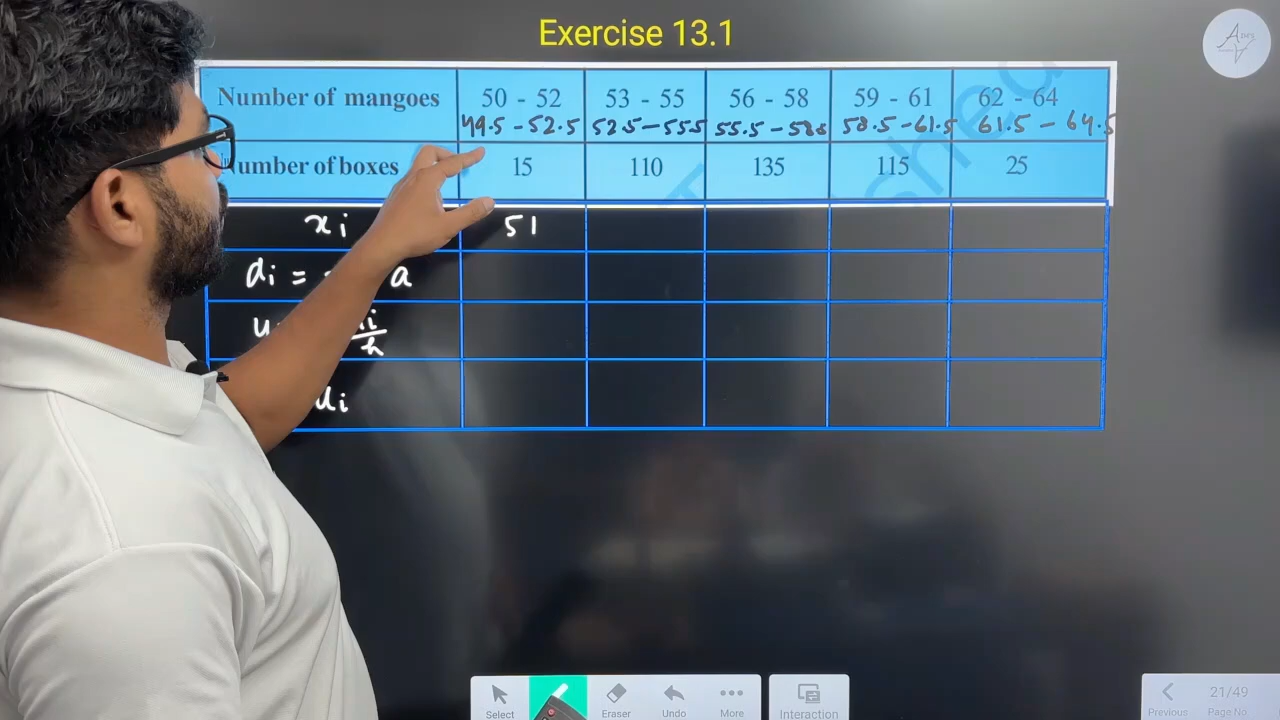 Exercise 13.1
Number of mangoes 50 - 52 53 - 55 56 - 58 59 - 61 62 - 64
49.5 - 52.5 52.5 - 55.5 55.5 - 58.5 58.5 - 61.5 61.5 - 64.5
Number of boxes 15 110 135 115 25
xi 51
di = a
h
ui
Select Eraser Undo More Interaction Previous 21/49 Page No.